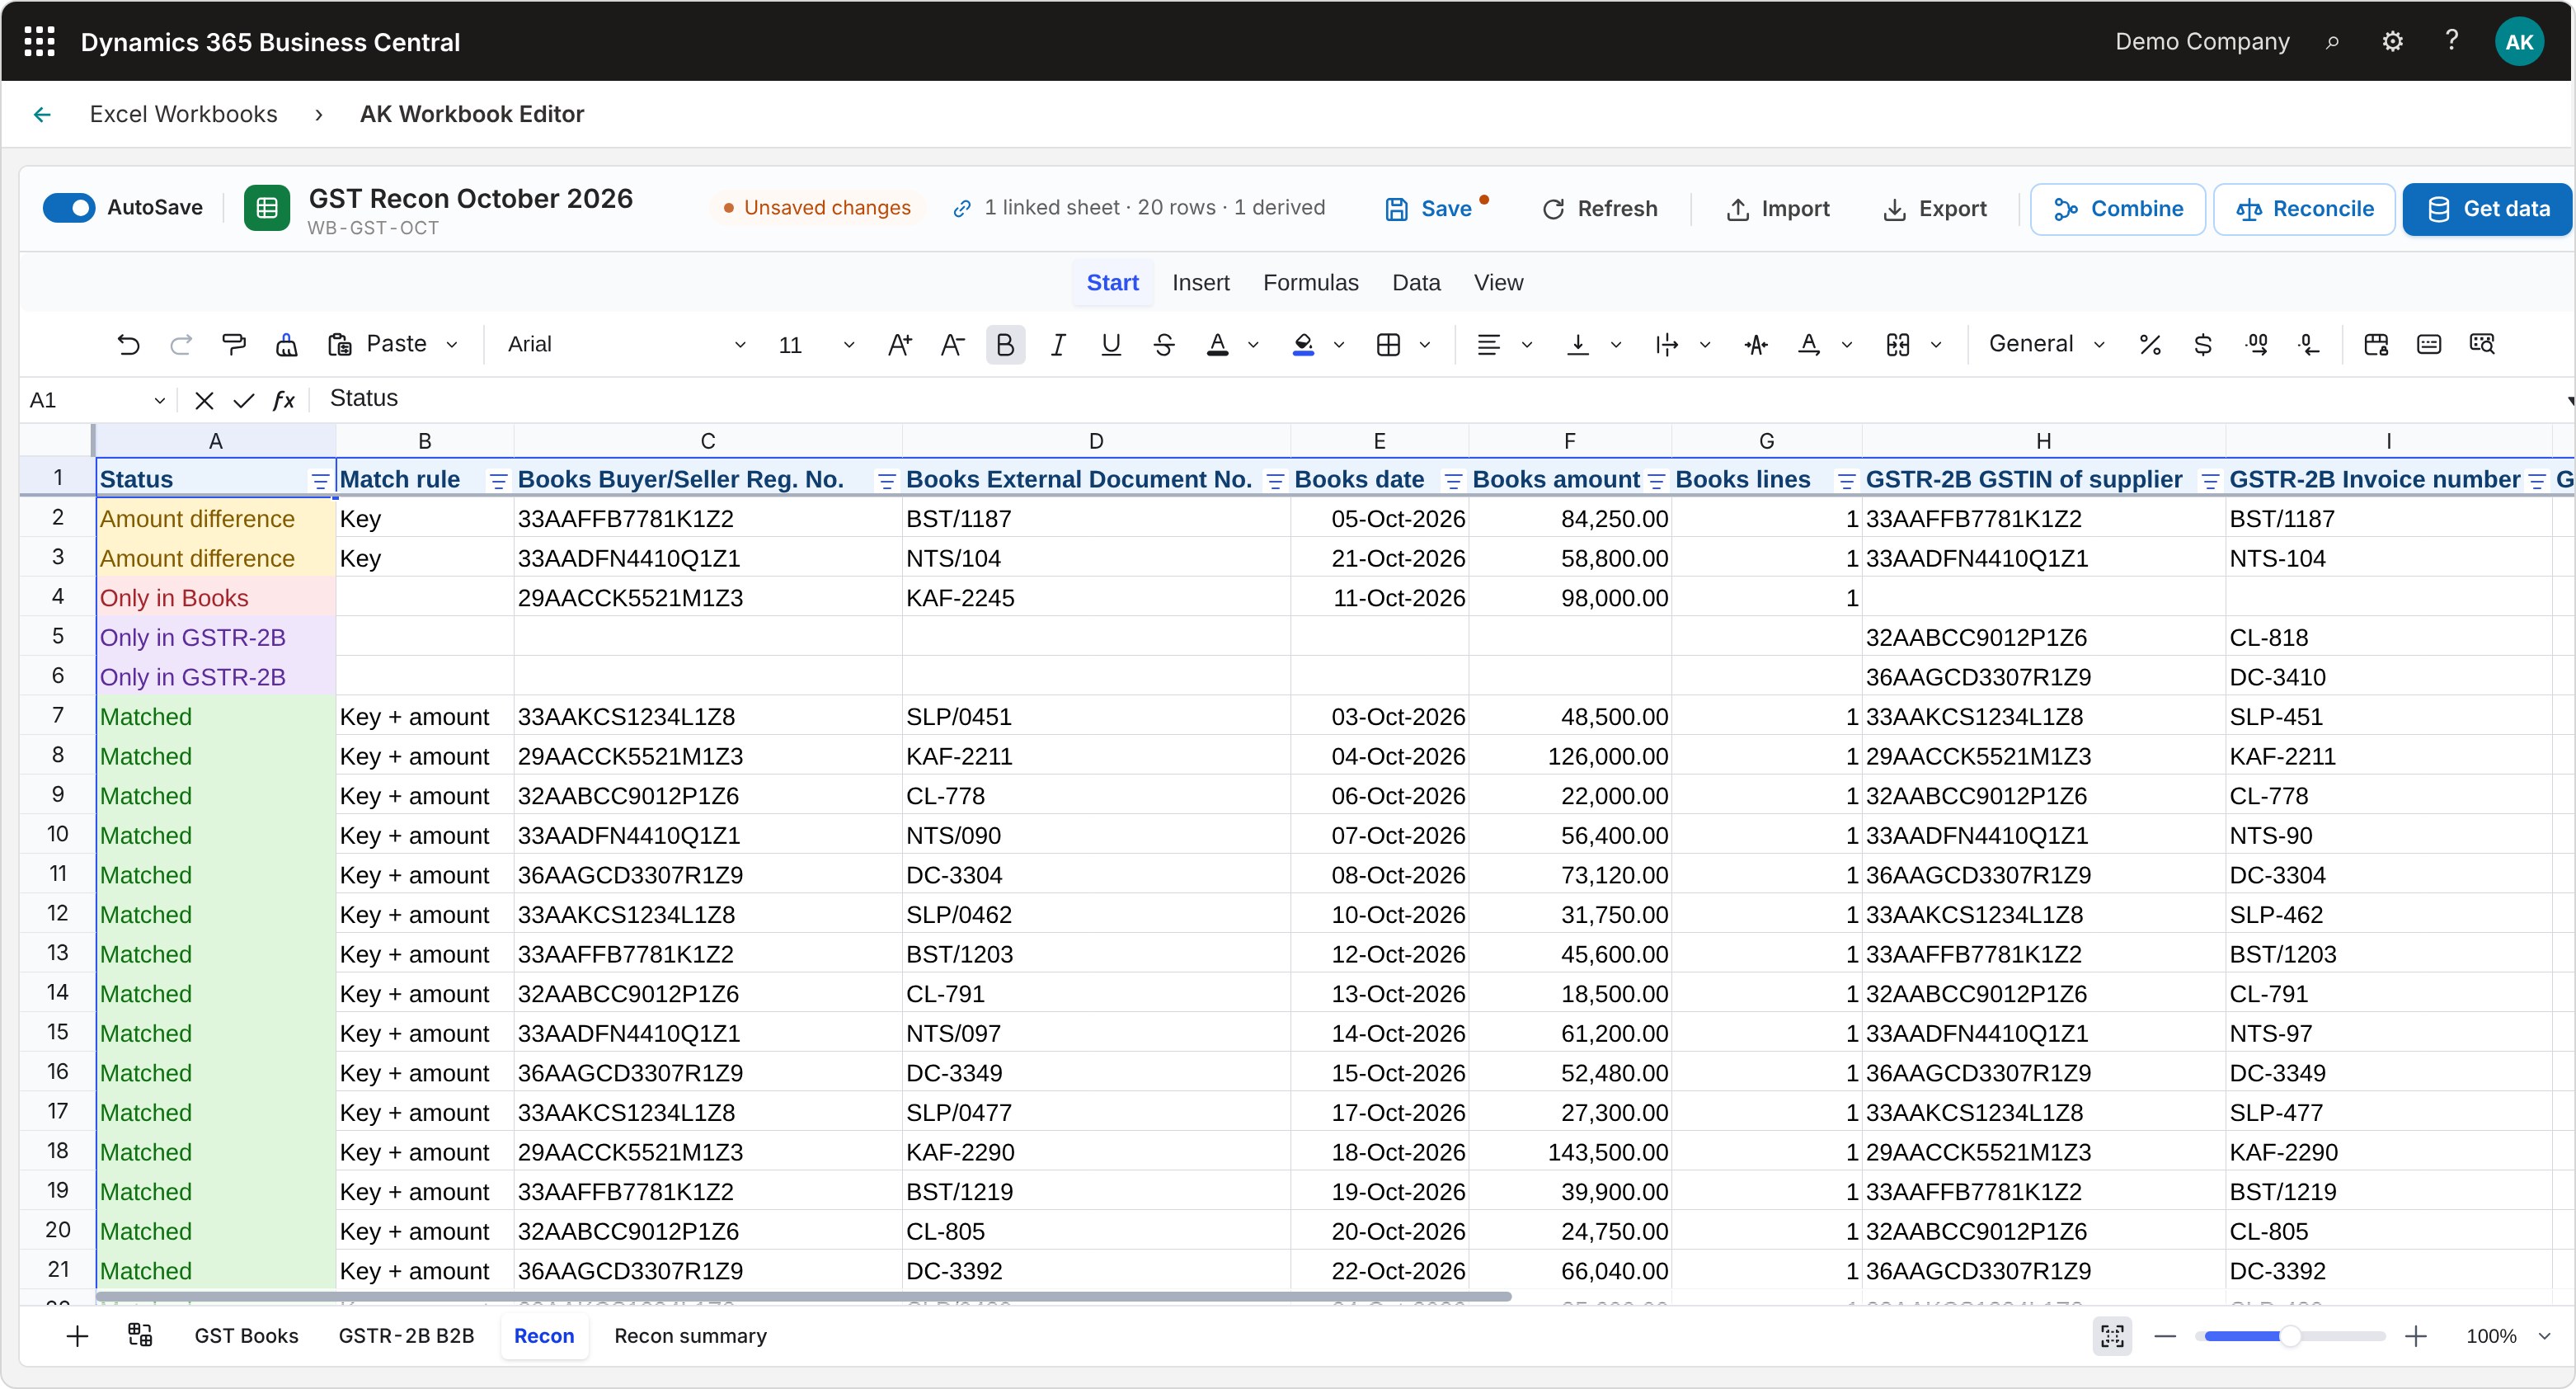 Dynamics 365 Business Central Demo Company ? AK
Excel Workbooks › AK Workbook Editor
AutoSave GST Recon October 2026 Unsaved changes 1 linked sheet · 20 rows · 1 derived Save Refresh Import Export Combine Reconcile Get data
WB-GST-OCT
Start Insert Formulas Data View
Paste Arial 11 B I U S A General % $ .00 .0
A1 fx Status
A B C D E F G H I
1 Status Match rule Books Buyer/Seller Reg. No. Books External Document No. Books date Books amount Books lines GSTR-2B GSTIN of supplier GSTR-2B Invoice number G
2 Amount difference Key 33AAFFB7781K1Z2 BST/1187 05-Oct-2026 84,250.00 1 33AAFFB7781K1Z2 BST/1187
3 Amount difference Key 33AADFN4410Q1Z1 NTS/104 21-Oct-2026 58,800.00 1 33AADFN4410Q1Z1 NTS-104
4 Only in Books 29AACCK5521M1Z3 KAF-2245 11-Oct-2026 98,000.00 1
5 Only in GSTR-2B 32AABCC9012P1Z6 CL-818
6 Only in GSTR-2B 36AAGCD3307R1Z9 DC-3410
7 Matched Key + amount 33AAKCS1234L1Z8 SLP/0451 03-Oct-2026 48,500.00 1 33AAKCS1234L1Z8 SLP-451
8 Matched Key + amount 29AACCK5521M1Z3 KAF-2211 04-Oct-2026 126,000.00 1 29AACCK5521M1Z3 KAF-2211
9 Matched Key + amount 32AABCC9012P1Z6 CL-778 06-Oct-2026 22,000.00 1 32AABCC9012P1Z6 CL-778
10 Matched Key + amount 33AADFN4410Q1Z1 NTS/090 07-Oct-2026 56,400.00 1 33AADFN4410Q1Z1 NTS-90
11 Matched Key + amount 36AAGCD3307R1Z9 DC-3304 08-Oct-2026 73,120.00 1 36AAGCD3307R1Z9 DC-3304
12 Matched Key + amount 33AAKCS1234L1Z8 SLP/0462 10-Oct-2026 31,750.00 1 33AAKCS1234L1Z8 SLP-462
13 Matched Key + amount 33AAFFB7781K1Z2 BST/1203 12-Oct-2026 45,600.00 1 33AAFFB7781K1Z2 BST/1203
14 Matched Key + amount 32AABCC9012P1Z6 CL-791 13-Oct-2026 18,500.00 1 32AABCC9012P1Z6 CL-791
15 Matched Key + amount 33AADFN4410Q1Z1 NTS/097 14-Oct-2026 61,200.00 1 33AADFN4410Q1Z1 NTS-97
16 Matched Key + amount 36AAGCD3307R1Z9 DC-3349 15-Oct-2026 52,480.00 1 36AAGCD3307R1Z9 DC-3349
17 Matched Key + amount 33AAKCS1234L1Z8 SLP/0477 17-Oct-2026 27,300.00 1 33AAKCS1234L1Z8 SLP-477
18 Matched Key + amount 29AACCK5521M1Z3 KAF-2290 18-Oct-2026 143,500.00 1 29AACCK5521M1Z3 KAF-2290
19 Matched Key + amount 33AAFFB7781K1Z2 BST/1219 19-Oct-2026 39,900.00 1 33AAFFB7781K1Z2 BST/1219
20 Matched Key + amount 32AABCC9012P1Z6 CL-805 20-Oct-2026 24,750.00 1 32AABCC9012P1Z6 CL-805
21 Matched Key + amount 36AAGCD3307R1Z9 DC-3392 22-Oct-2026 66,040.00 1 36AAGCD3307R1Z9 DC-3392
GST Books GSTR-2B B2B Recon Recon summary 100%